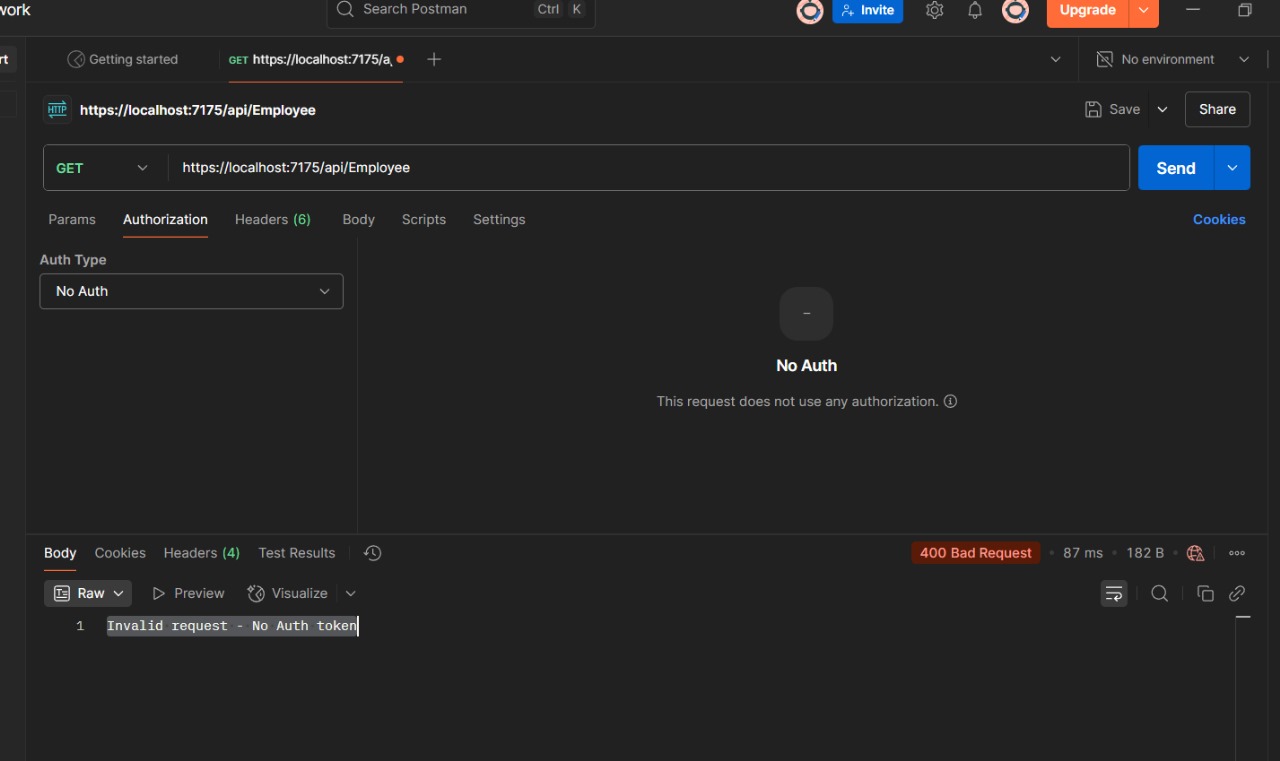 work
Search Postman Ctrl K
Invite
Upgrade
rt
Getting started
GET https://localhost:7175/a
No environment
HTTP https://localhost:7175/api/Employee
Save
Share
GET https://localhost:7175/api/Employee
Send
Params Authorization Headers (6) Body Scripts Settings
Cookies
Auth Type
No Auth
No Auth
This request does not use any authorization.
Body Cookies Headers (4) Test Results
400 Bad Request • 87 ms • 182 B •
Raw Preview Visualize
1 Invalid request - No Auth token